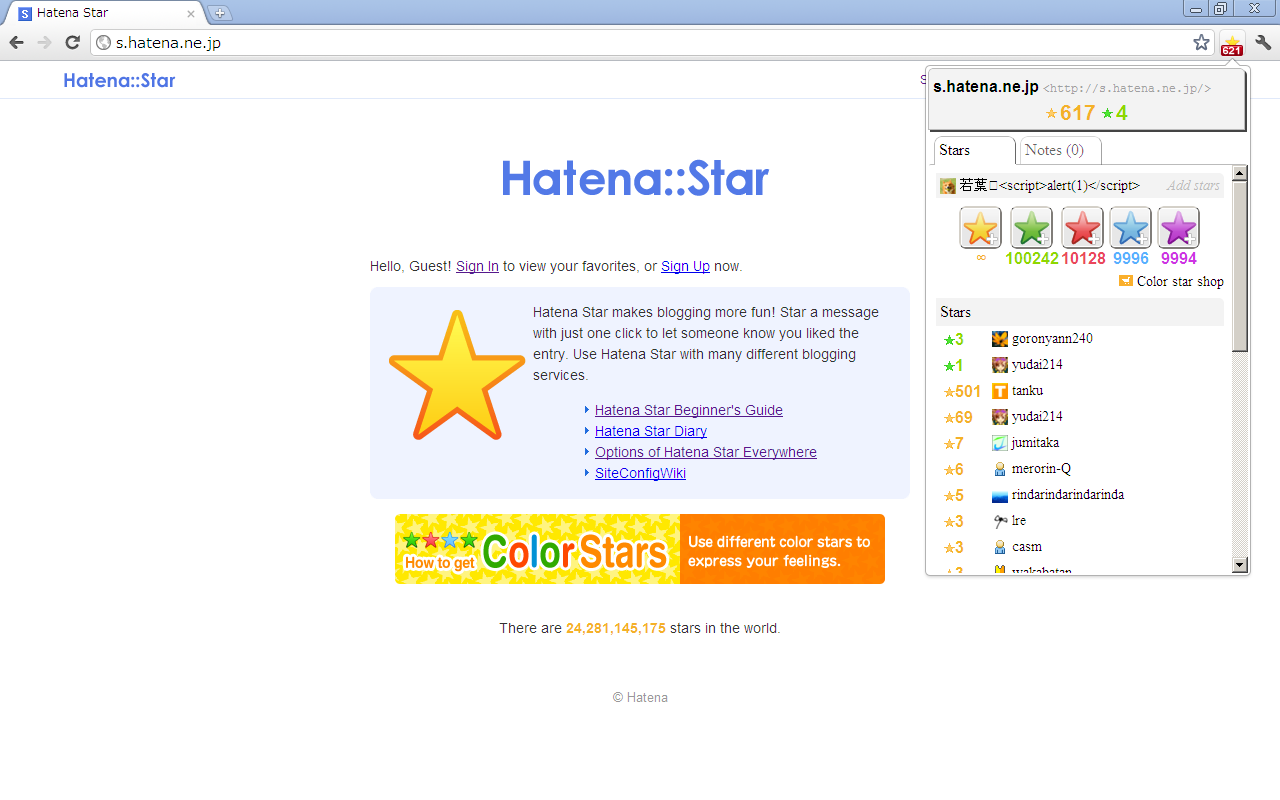 Hatena Star
s.hatena.ne.jp
621
Hatena::Star
s.hatena.ne.jp <http://s.hatena.ne.jp/>
617 4
Stars Notes (0)
若葉 <script>alert(1)</script> Add stars
∞ 100242 10128 9996 9994
Color star shop
Stars
3 goronyann240
1 yudai214
501 tanku
69 yudai214
7 jumitaka
6 merorin-Q
5 rindarindarindarinda
3 lre
3 casm
3 wakabatan
Hatena::Star
Hello, Guest! Sign In to view your favorites, or Sign Up now.
Hatena Star makes blogging more fun! Star a message
with just one click to let someone know you liked the
entry. Use Hatena Star with many different blogging
services.
Hatena Star Beginner's Guide
Hatena Star Diary
Options of Hatena Star Everywhere
SiteConfigWiki
How to get Color Stars
Use different color stars to
express your feelings.
There are 24,281,145,175 stars in the world.
© Hatena